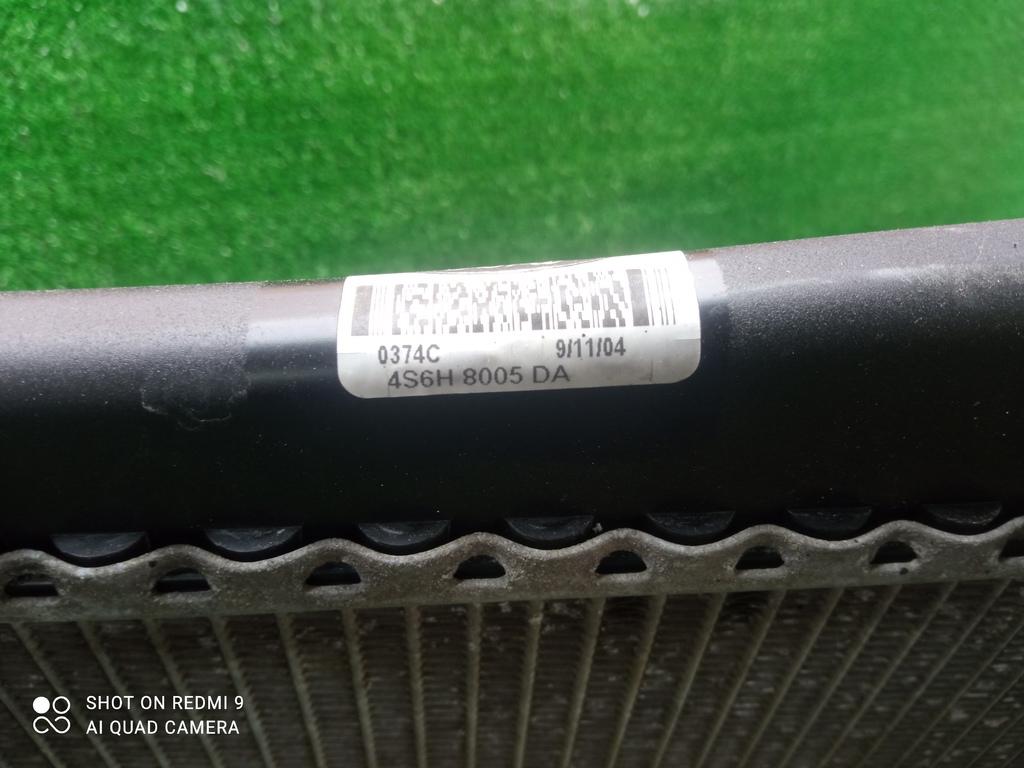 0374C 9/11/04
4S6H 8005 DA
SHOT ON REDMI 9
AI QUAD CAMERA